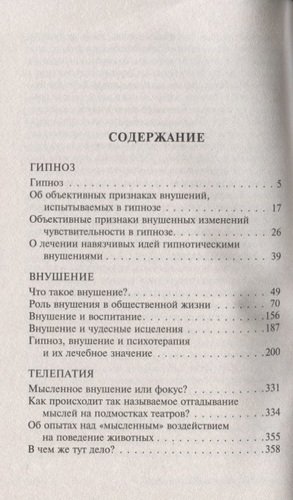 СОДЕРЖАНИЕ
ГИПНОЗ
Гипноз . . . . . . . . . . . . . . . . . . . . . . . . . . . . 5
Об объективных признаках внушений,
испытываемых в гипнозе . . . . . . . . . . . . . . 17
Объективные признаки внушенных изменений
чувствительности в гипнозе . . . . . . . . . . . . 26
О лечении навязчивых идей гипнотическими
внушениями . . . . . . . . . . . . . . . . . . . . . . 39
ВНУШЕНИЕ
Что такое внушение? . . . . . . . . . . . . . . . . . . 49
Роль внушения в общественной жизни . . . . . 70
Внушение и воспитание . . . . . . . . . . . . . . . . 156
Внушение и чудесные исцеления . . . . . . . . . 187
Гипноз, внушение и психотерапия
и их лечебное значение . . . . . . . . . . . . . . 200
ТЕЛЕПАТИЯ
Мысленное внушение или фокус? . . . . . . . . . 331
Как происходит так называемое отгадывание
мыслей на подмостках театров? . . . . . . . . . 334
Об опытах над «мысленным» воздействием
на поведение животных . . . . . . . . . . . . . . 355
В чем же тут дело? . . . . . . . . . . . . . . . . . . . 358